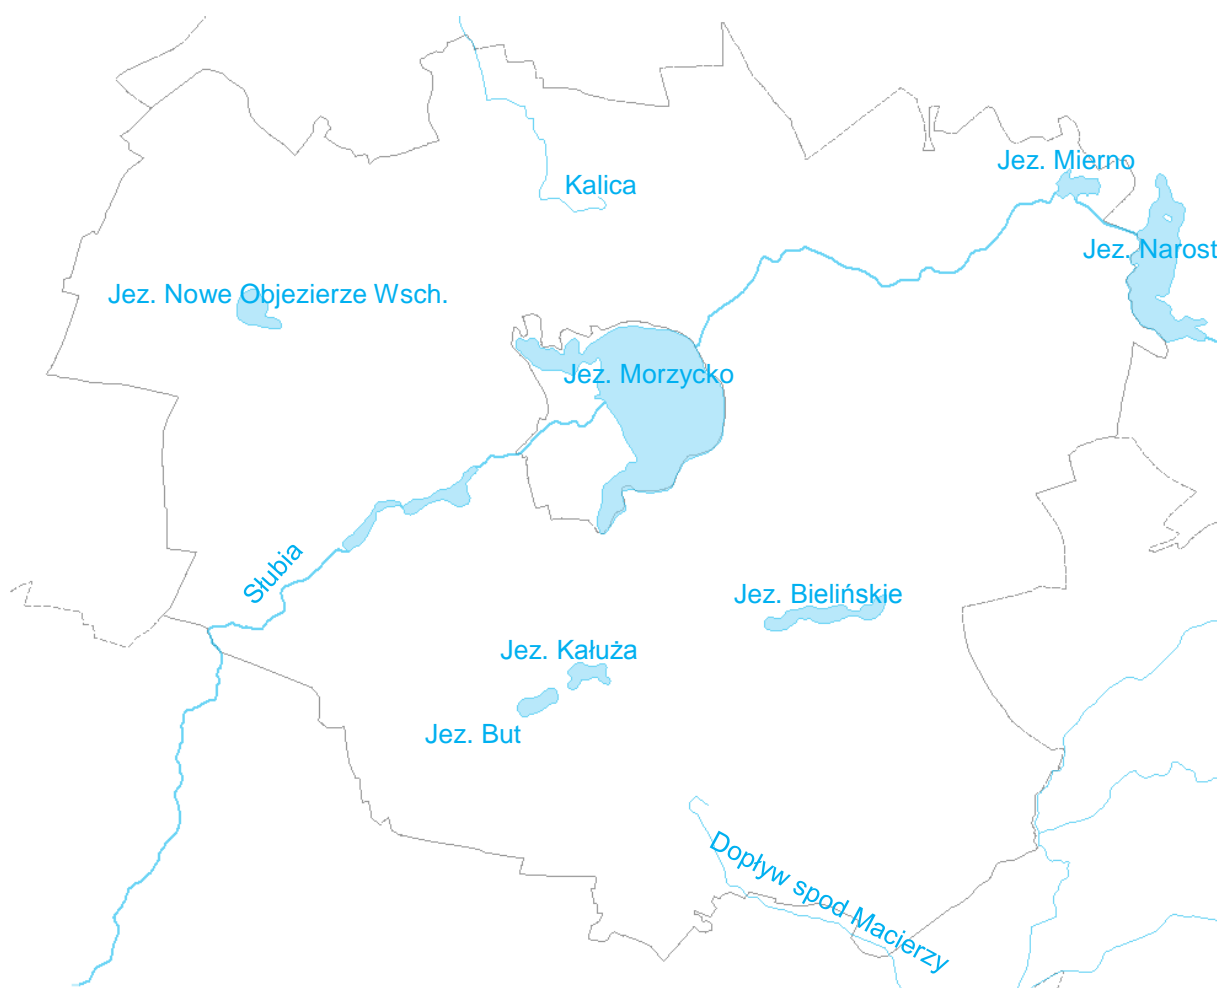 Jez. Mierno
Kalica
Jez. Narost
Jez. Nowe Objezierze Wsch.
Jez. Morzycko
Słubia
Jez. Bielińskie
Jez. Kałuża
Jez. But
Dopływ spod Macierzy